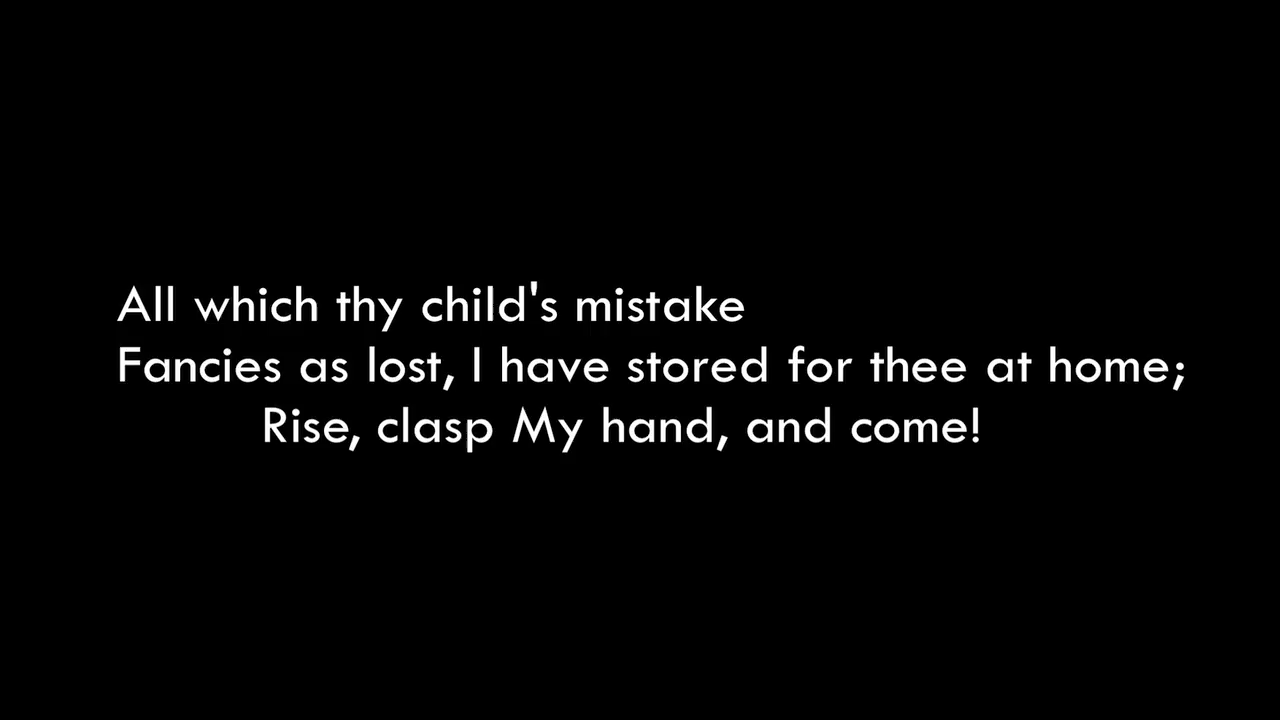 All which thy child's mistake
Fancies as lost, I have stored for thee at home;
Rise, clasp My hand, and come!